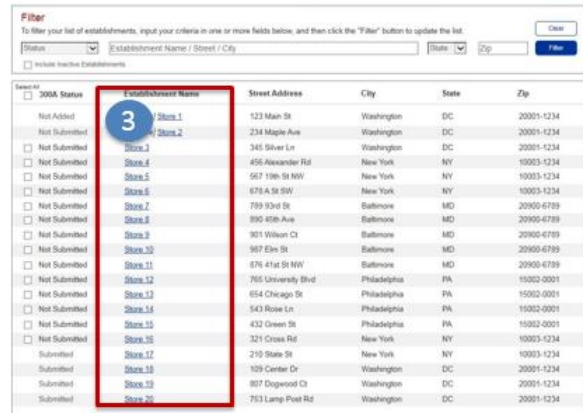 Filter
To filter your list of establishments, input your criteria in one or more fields below, and then click the "Filter" button to update the list.
Clear
Status Establishment Name / Street / City State Zip Filter
Include Inactive Establishments
Select All
300A Status Establishment Name Street Address City State Zip
3
Not Added / Store 1 123 Main St Washington DC 20001-1234
Not Submitted / Store 2 234 Maple Ave Washington DC 20001-1234
Not Submitted Store 3 345 Silver Ln Washington DC 20001-1234
Not Submitted Store 4 456 Alexander Rd New York NY 10003-1234
Not Submitted Store 5 567 19th St NW New York NY 10003-1234
Not Submitted Store 6 678 A St SW New York NY 10003-1234
Not Submitted Store 7 789 93rd St Baltimore MD 20900-6789
Not Submitted Store 8 890 45th Ave Baltimore MD 20900-6789
Not Submitted Store 9 901 Wilson Ct Baltimore MD 20900-6789
Not Submitted Store 10 987 Elm St Baltimore MD 20900-6789
Not Submitted Store 11 876 41st St NW Baltimore MD 20900-6789
Not Submitted Store 12 765 University Blvd Philadelphia PA 15002-0001
Not Submitted Store 13 654 Chicago St Philadelphia PA 15002-0001
Not Submitted Store 14 543 Rose Ln Philadelphia PA 15002-0001
Not Submitted Store 15 432 Green St Philadelphia PA 15002-0001
Not Submitted Store 16 321 Cross Rd New York NY 10003-1234
Submitted Store 17 210 State St New York NY 10003-1234
Submitted Store 18 109 Center Dr Washington DC 20001-1234
Submitted Store 19 807 Dogwood Ct Washington DC 20001-1234
Submitted Store 20 753 Lamp Post Rd Washington DC 20001-1234